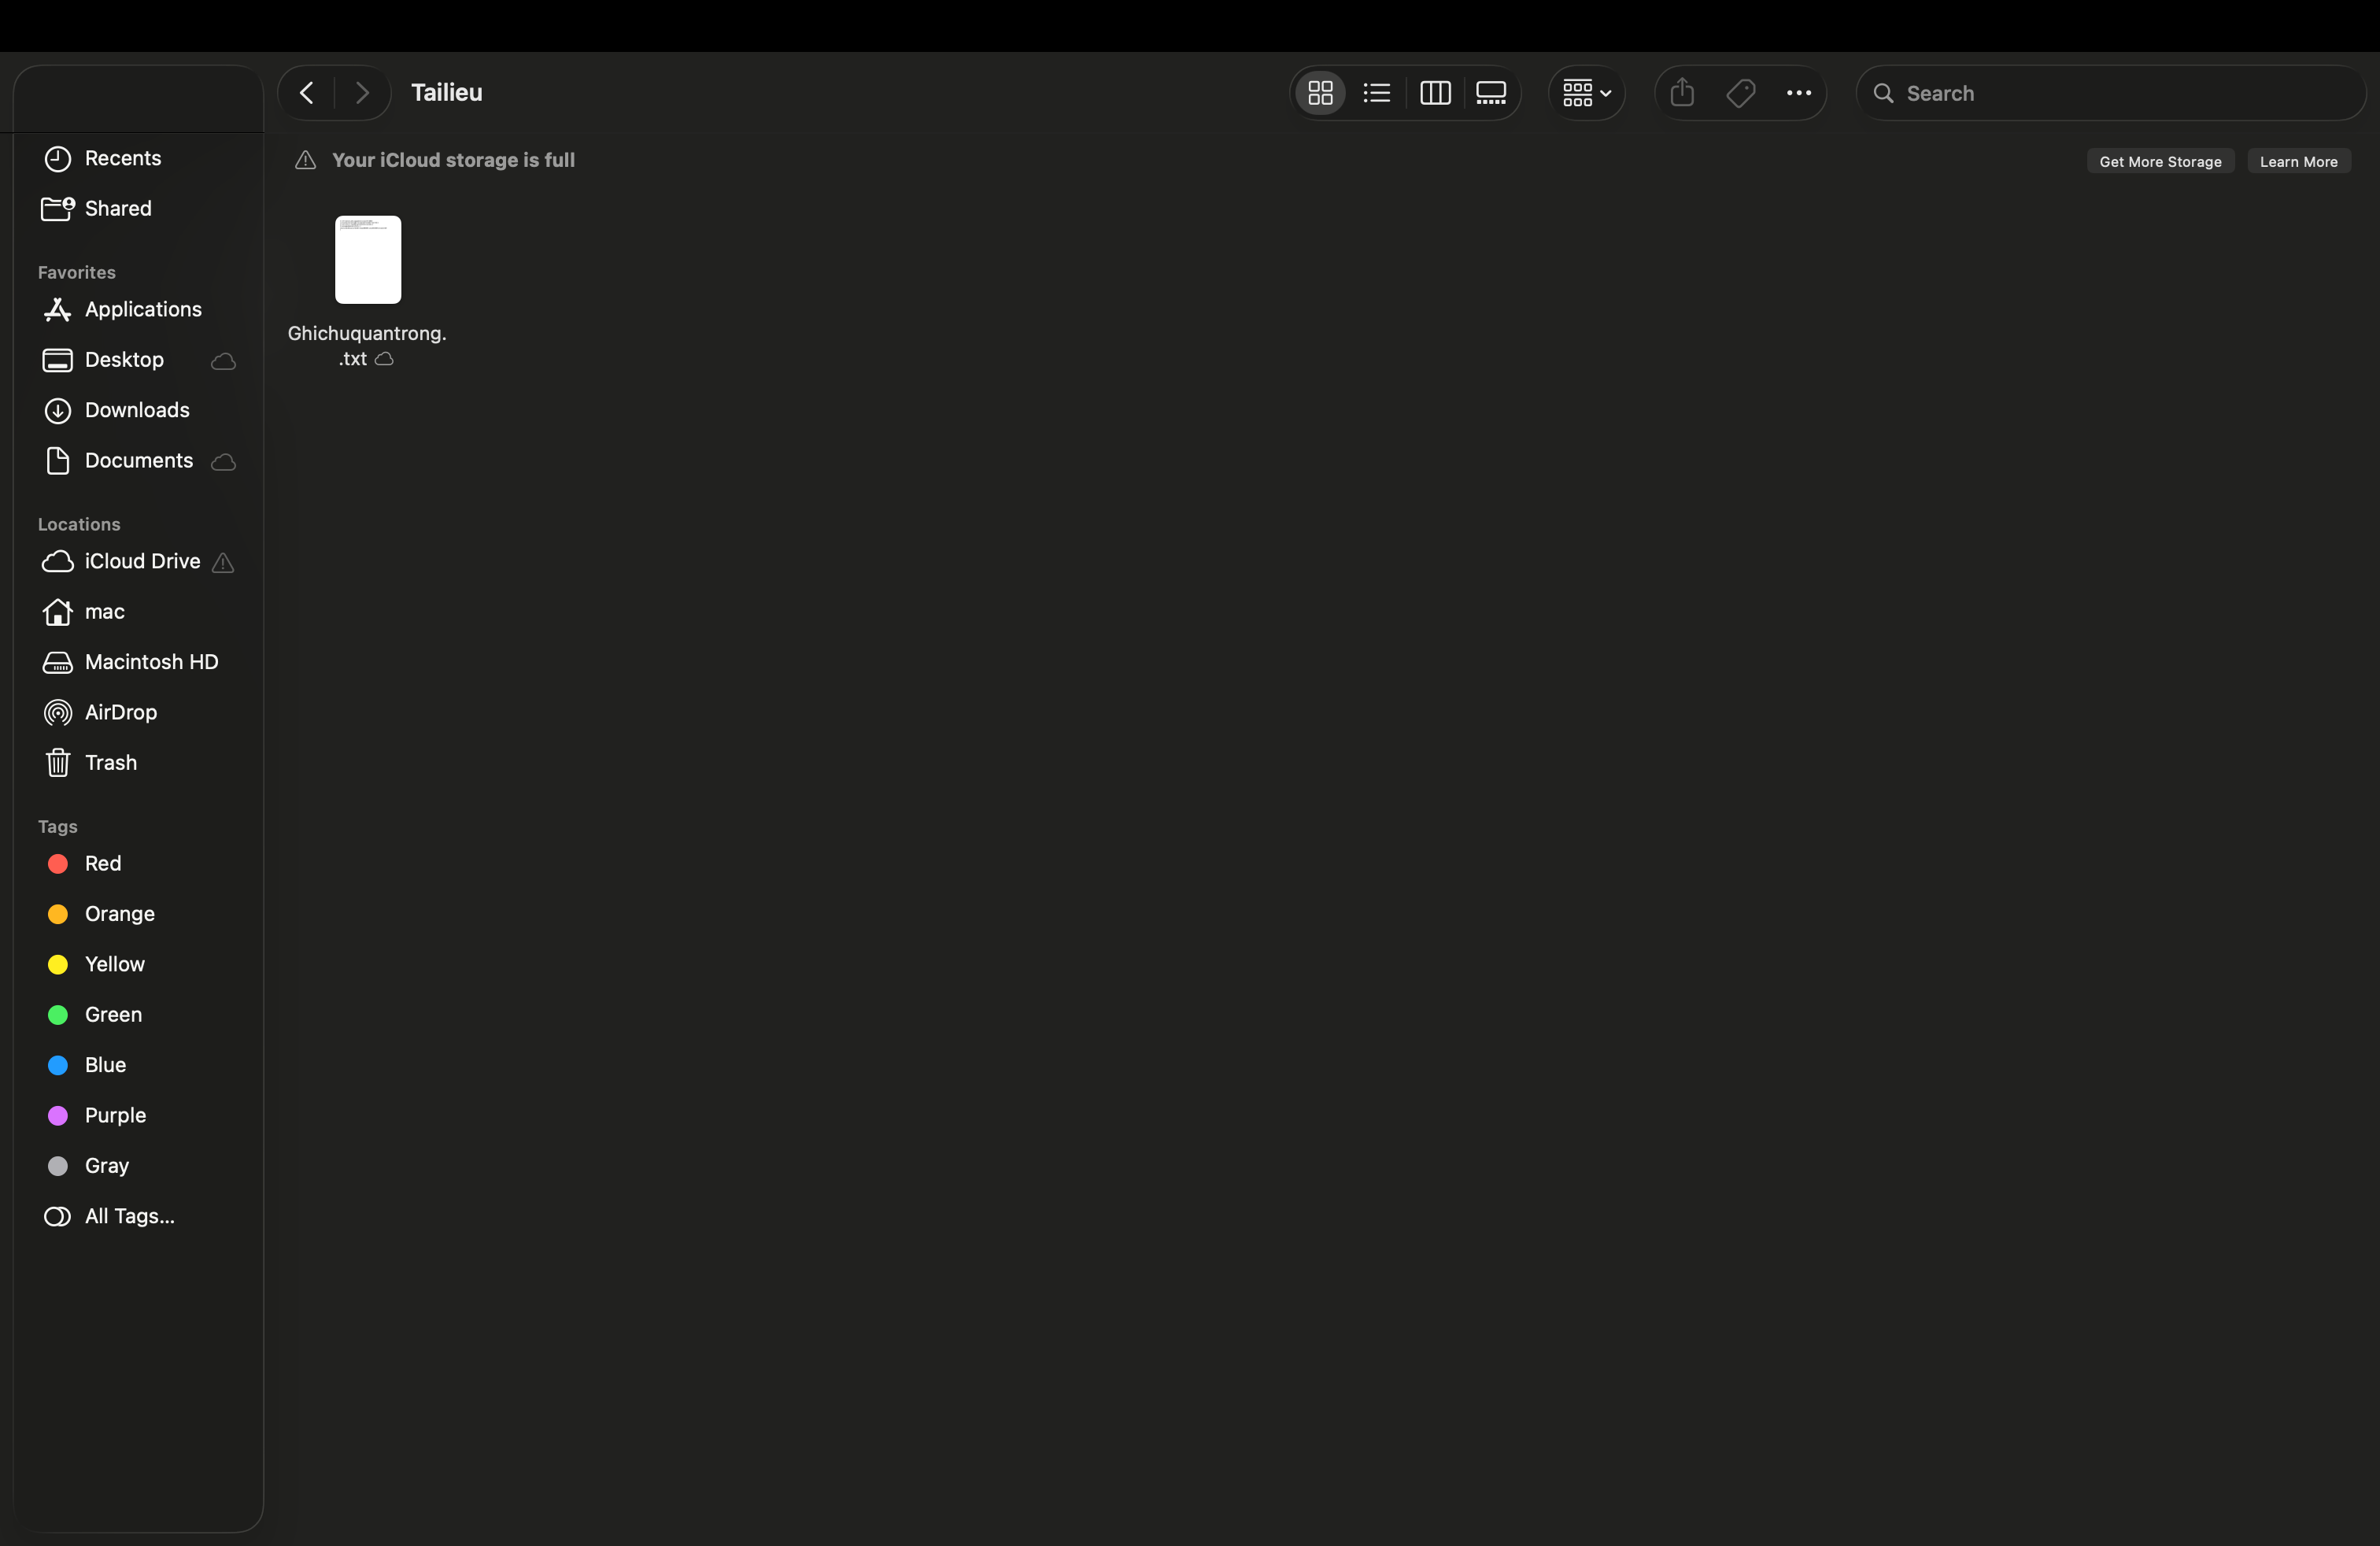 Tailieu
Search
Recents
Shared
Favorites
Applications
Desktop
Downloads
Documents
Locations
iCloud Drive
mac
Macintosh HD
AirDrop
Trash
Tags
Red
Orange
Yellow
Green
Blue
Purple
Gray
All Tags...
Your iCloud storage is full
Get More Storage
Learn More
Ghichuquantrong.
.txt